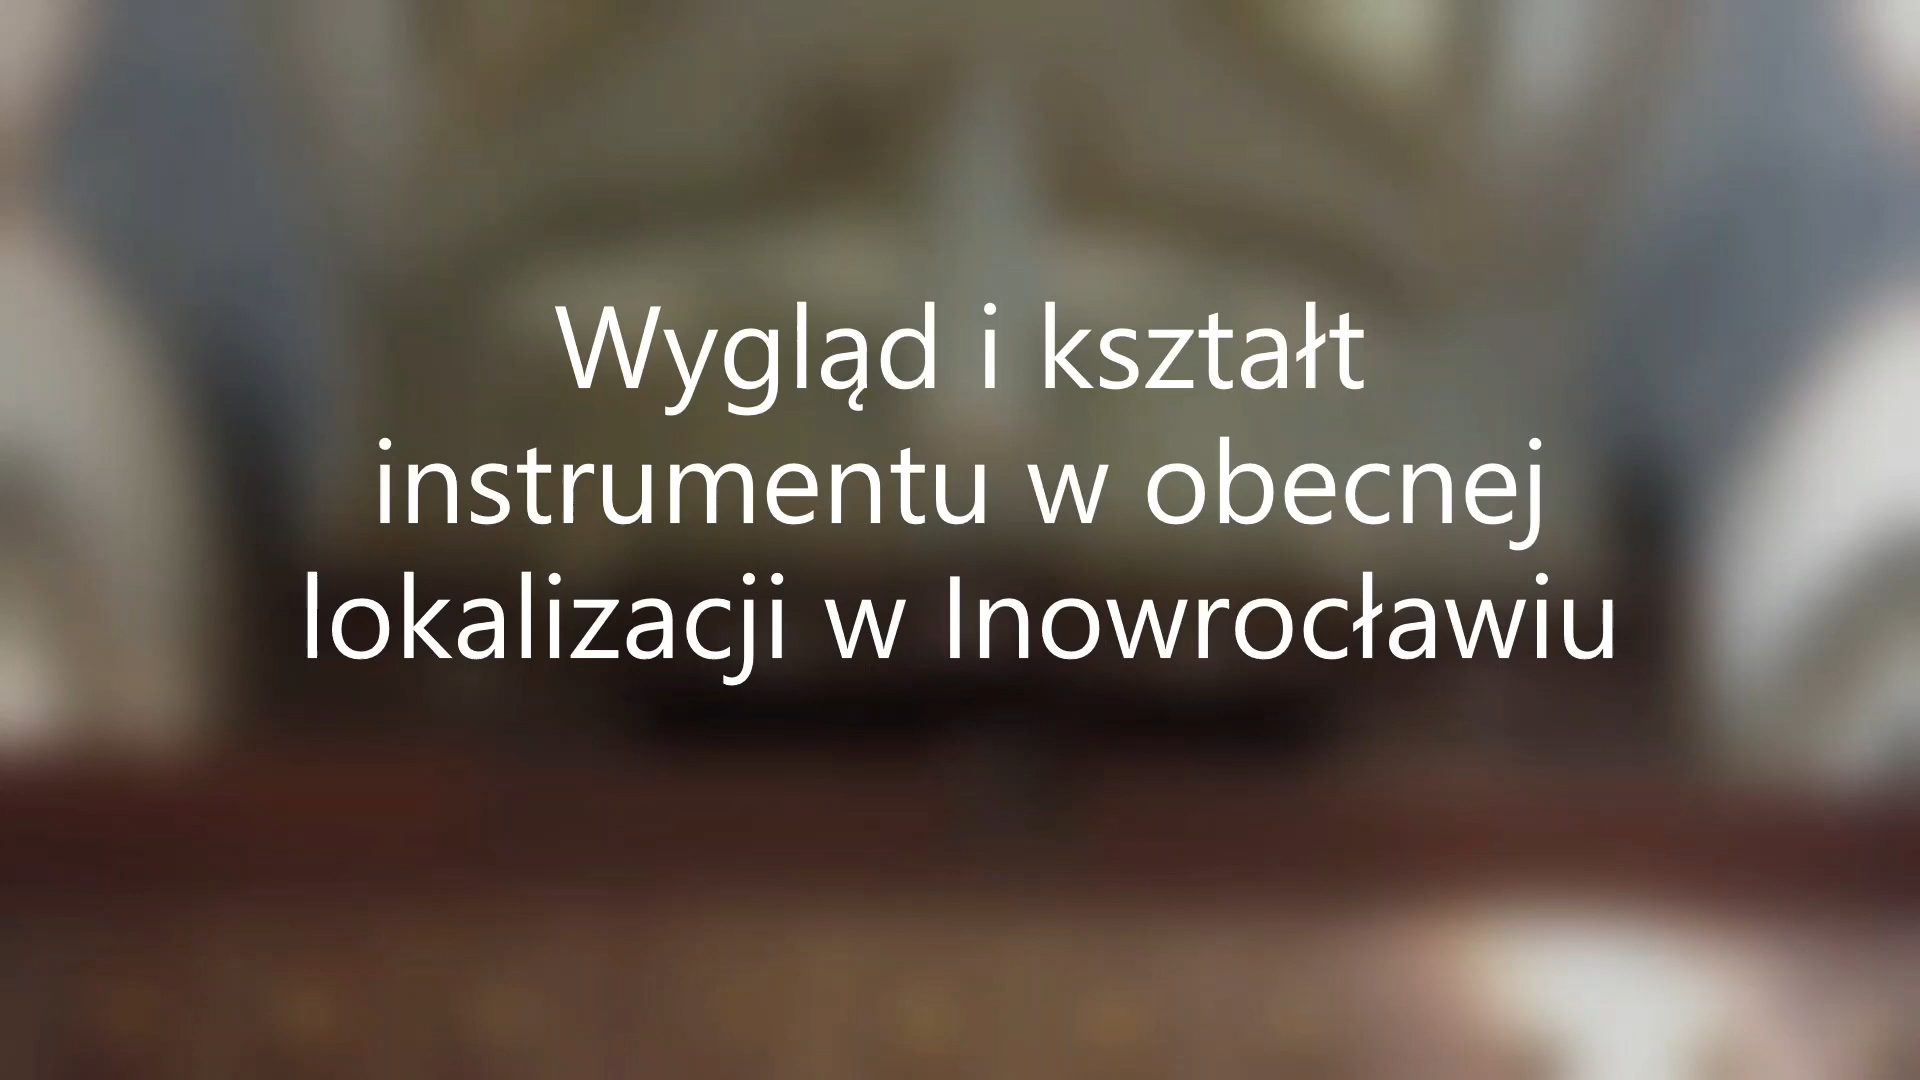 Wygląd i kształt
instrumentu w obecnej
lokalizacji w Inowrocławiu